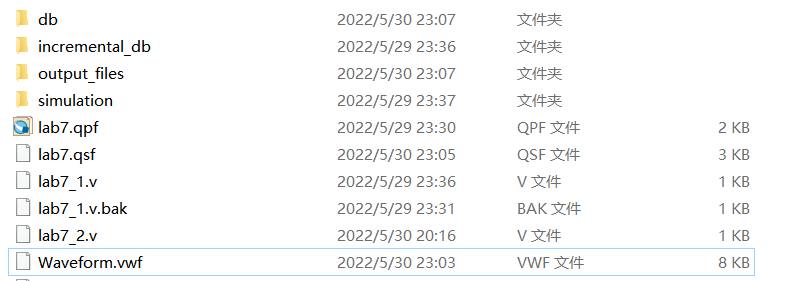 db 2022/5/30 23:07 文件夹
incremental_db 2022/5/29 23:36 文件夹
output_files 2022/5/30 23:07 文件夹
simulation 2022/5/29 23:37 文件夹
lab7.qpf 2022/5/29 23:30 QPF 文件 2 KB
lab7.qsf 2022/5/30 23:05 QSF 文件 3 KB
lab7_1.v 2022/5/29 23:36 V 文件 1 KB
lab7_1.v.bak 2022/5/29 23:31 BAK 文件 1 KB
lab7_2.v 2022/5/30 20:16 V 文件 1 KB
Waveform.vwf 2022/5/30 23:03 VWF 文件 8 KB